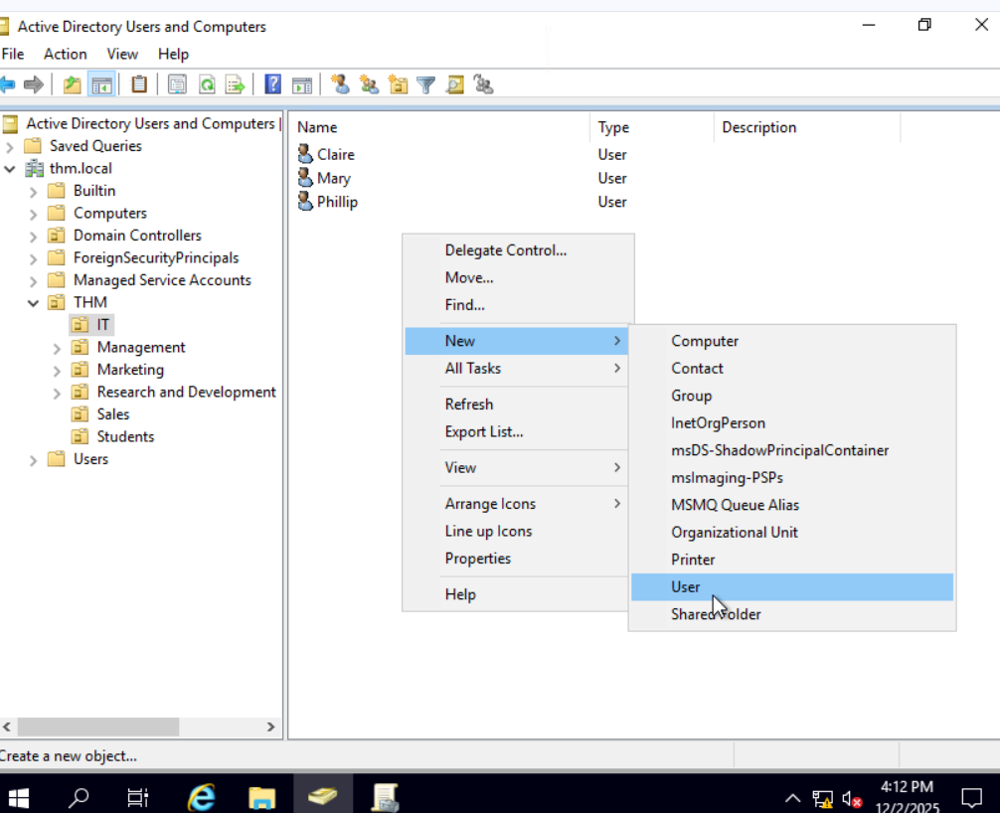 Active Directory Users and Computers
File Action View Help
Active Directory Users and Computers
Saved Queries
thm.local
Builtin
Computers
Domain Controllers
ForeignSecurityPrincipals
Managed Service Accounts
THM
IT
Management
Marketing
Research and Development
Sales
Students
Users
Name Type Description
Claire User
Mary User
Phillip User
Delegate Control...
Move...
Find...
New
All Tasks
Refresh
Export List...
View
Arrange Icons
Line up Icons
Properties
Help
Computer
Contact
Group
InetOrgPerson
msDS-ShadowPrincipalContainer
msImaging-PSPs
MSMQ Queue Alias
Organizational Unit
Printer
User
Shared Folder
Create a new object...
4:12 PM
12/2/2025